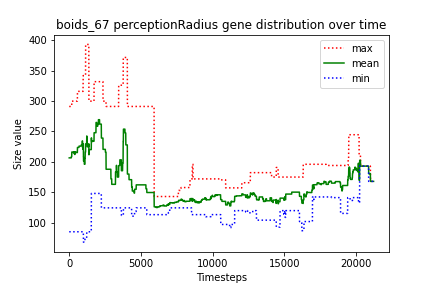 boids_67 perceptionRadius gene distribution over time
400
350
300
250
200
150
100
Size value
max
mean
min
0 5000 10000 15000 20000
Timesteps